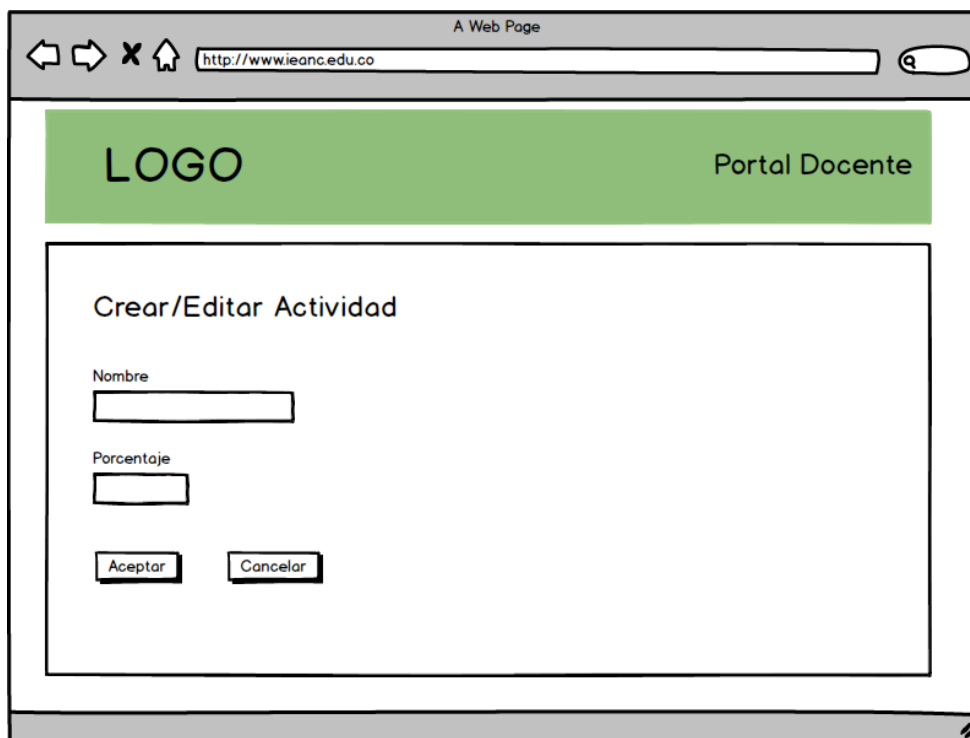 A Web Page
http://www.ieanc.edu.co
LOGO
Portal Docente
Crear/Editar Actividad
Nombre
Porcentaje
Aceptar
Cancelar